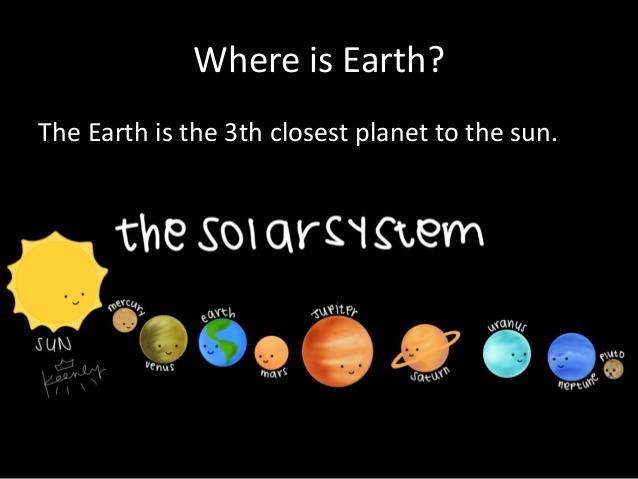 Where is Earth?
The Earth is the 3th closest planet to the sun.
the solarsystem
SUN
keenly
mercury
venus
earth
mars
Jupiter
saturn
uranus
neptune
pluto